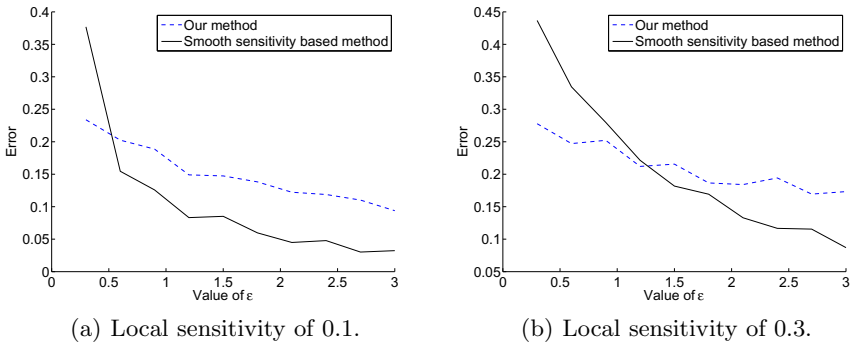 0.4
0.35
0.3
0.25
0.2
0.15
0.1
0.05
0
Error
Our method
Smooth sensitivity based method
0 0.5 1 1.5 2 2.5 3
Value of ε
(a) Local sensitivity of 0.1.
0.45
0.4
0.35
0.3
0.25
0.2
0.15
0.1
0.05
Error
Our method
Smooth sensitivity based method
0 0.5 1 1.5 2 2.5 3
Value of ε
(b) Local sensitivity of 0.3.